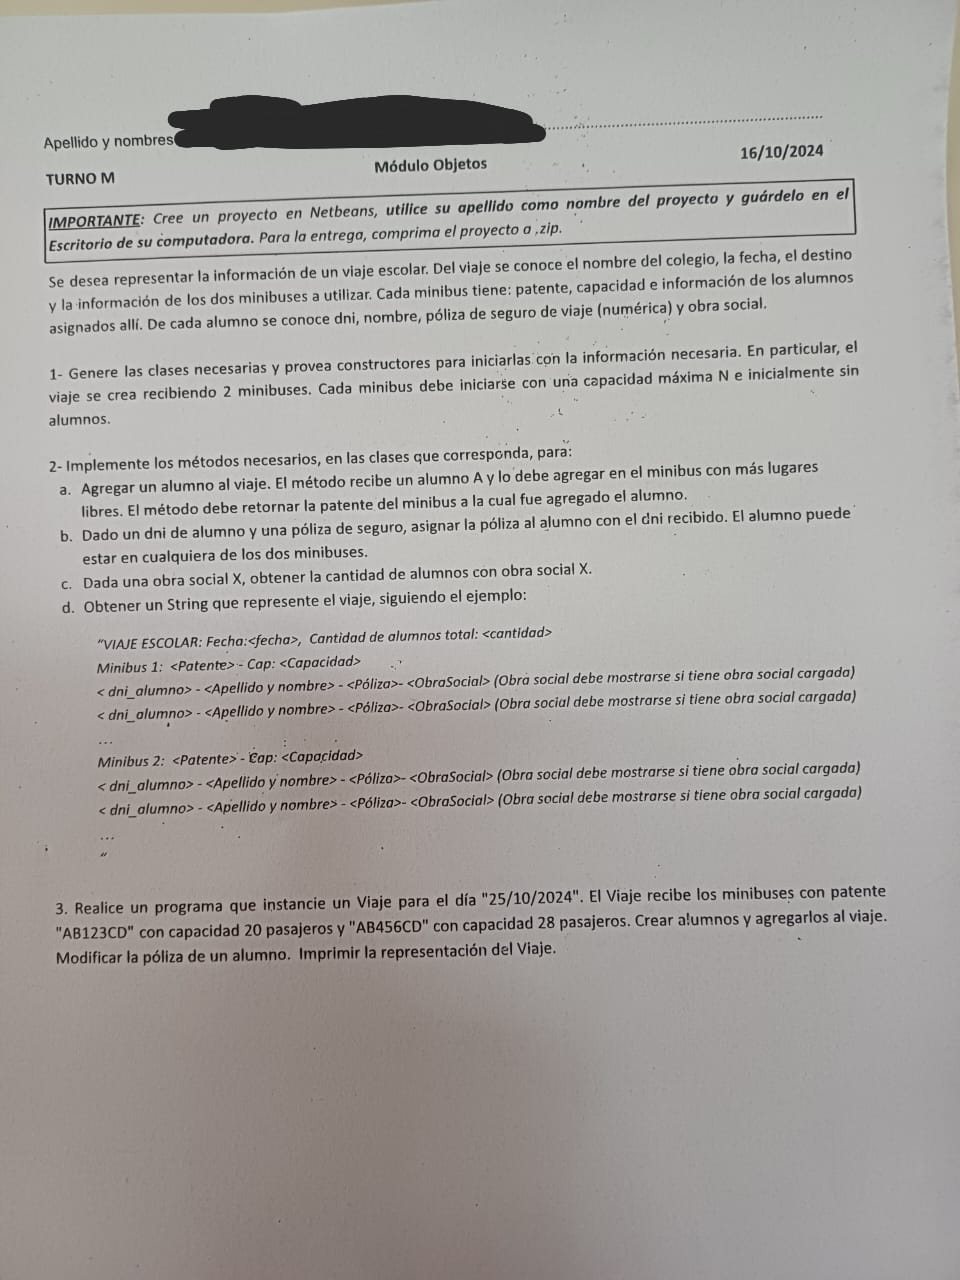 Apellido y nombres
TURNO M
Módulo Objetos
16/10/2024
IMPORTANTE: Cree un proyecto en Netbeans, utilice su apellido como nombre del proyecto y guárdelo en el
Escritorio de su computadora. Para la entrega, comprima el proyecto a .zip.
Se desea representar la información de un viaje escolar. Del viaje se conoce el nombre del colegio, la fecha, el destino
y la información de los dos minibuses a utilizar. Cada minibus tiene: patente, capacidad e información de los alumnos
asignados allí. De cada alumno se conoce dni, nombre, póliza de seguro de viaje (numérica) y obra social.
1- Genere las clases necesarias y provea constructores para iniciarlas con la información necesaria. En particular, el
viaje se crea recibiendo 2 minibuses. Cada minibus debe iniciarse con una capacidad máxima N e inicialmente sin
alumnos.
2- Implemente los métodos necesarios, en las clases que corresponda, para:
a. Agregar un alumno al viaje. El método recibe un alumno A y lo debe agregar en el minibus con más lugares
libres. El método debe retornar la patente del minibus a la cual fue agregado el alumno.
b. Dado un dni de alumno y una póliza de seguro, asignar la póliza al alumno con el dni recibido. El alumno puede
estar en cualquiera de los dos minibuses.
c. Dada una obra social X, obtener la cantidad de alumnos con obra social X.
d. Obtener un String que represente el viaje, siguiendo el ejemplo:
"VIAJE ESCOLAR: Fecha:<fecha>, Cantidad de alumnos total: <cantidad>
Minibus 1: <Patente> - Cap: <Capacidad>
< dni_alumno> - <Apellido y nombre> - <Póliza>- <ObraSocial> (Obra social debe mostrarse si tiene obra social cargada)
< dni_alumno> - <Apellido y nombre> - <Póliza>- <ObraSocial> (Obra social debe mostrarse si tiene obra social cargada)
...
Minibus 2: <Patente> - Cap: <Capacidad>
< dni_alumno> - <Apellido y nombre> - <Póliza>- <ObraSocial> (Obra social debe mostrarse si tiene obra social cargada)
< dni_alumno> - <Apellido y nombre> - <Póliza>- <ObraSocial> (Obra social debe mostrarse si tiene obra social cargada)
...
"
3. Realice un programa que instancie un Viaje para el día "25/10/2024". El Viaje recibe los minibuses con patente
"AB123CD" con capacidad 20 pasajeros y "AB456CD" con capacidad 28 pasajeros. Crear alumnos y agregarlos al viaje.
Modificar la póliza de un alumno. Imprimir la representación del Viaje.